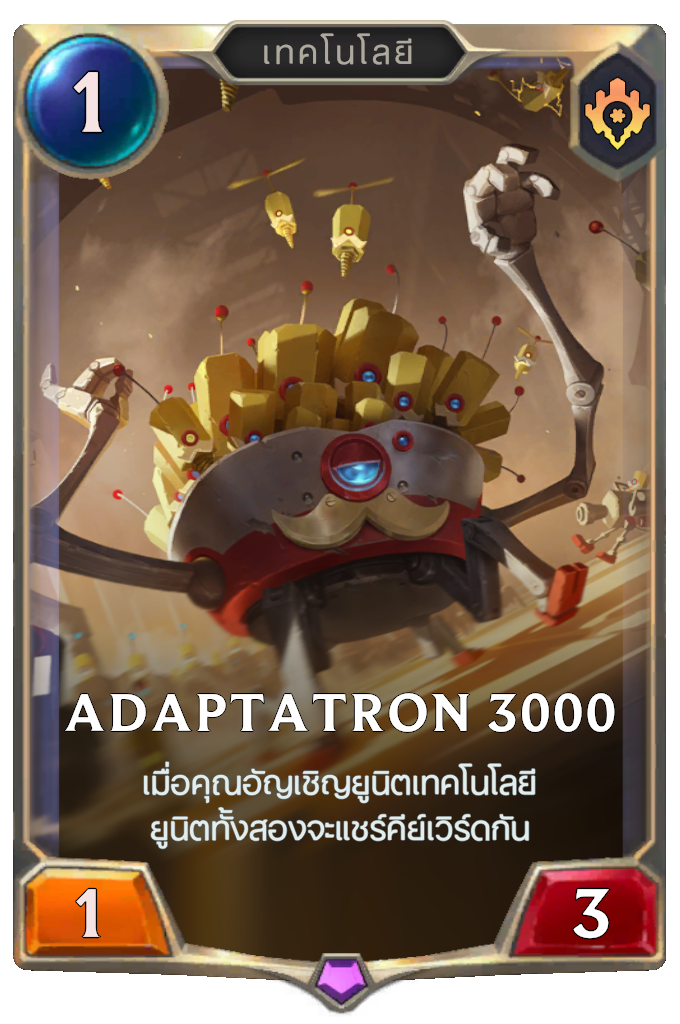 1
เทคโนโลยี
ADAPTATRON 3000
เมื่อคุณอัญเชิญยูนิตเทคโนโลยี
ยูนิตทั้งสองจะแชร์คีย์เวิร์ดกัน
1
3